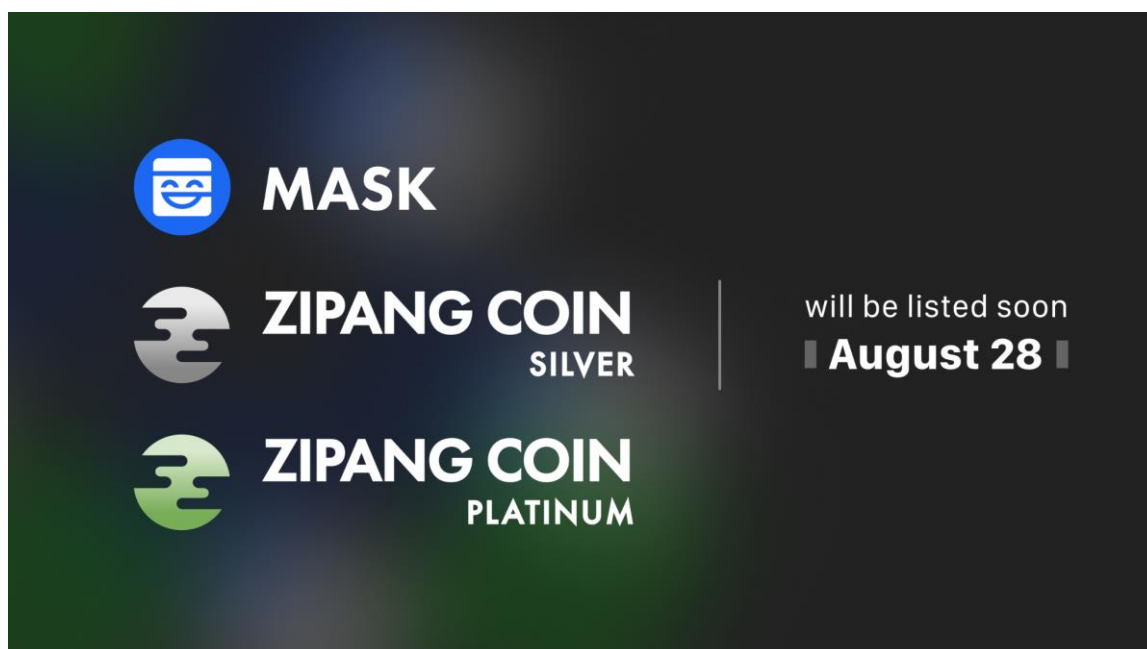 MASK
ZIPANG COIN
SILVER
ZIPANG COIN
PLATINUM
will be listed soon
August 28